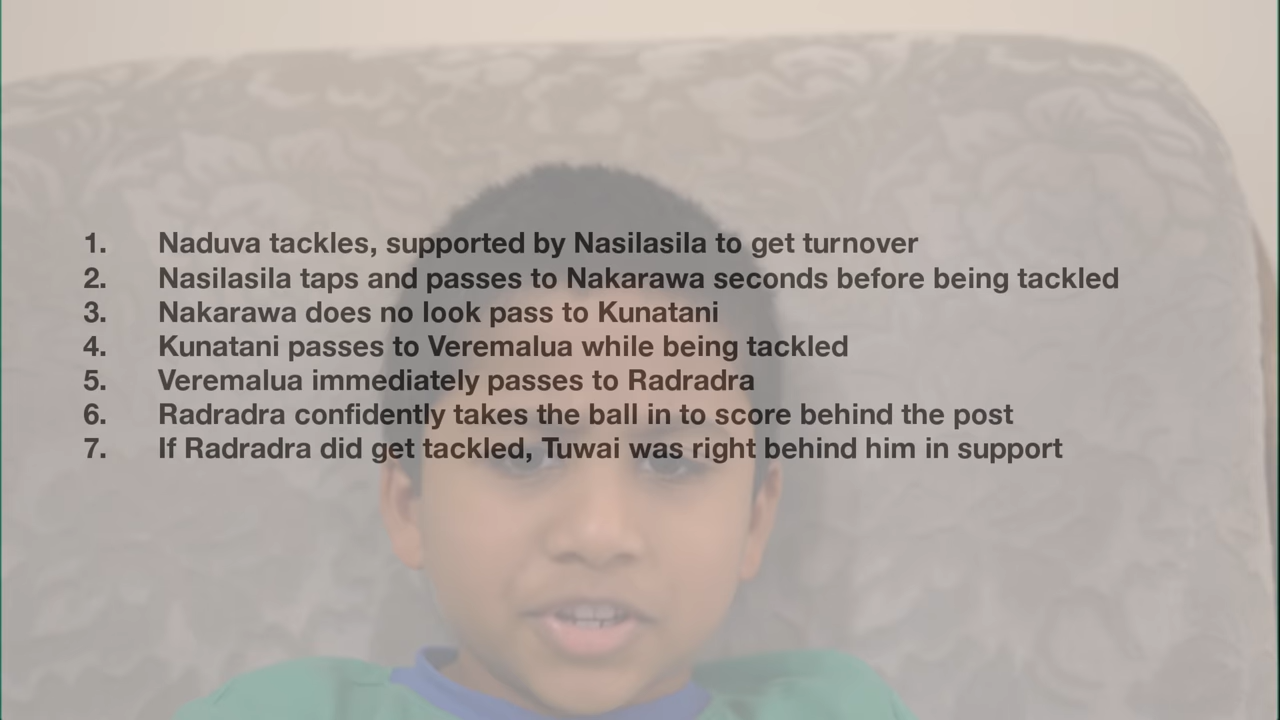 1. Naduva tackles, supported by Nasilasila to get turnover
2. Nasilasila taps and passes to Nakarawa seconds before being tackled
3. Nakarawa does no look pass to Kunatani
4. Kunatani passes to Veremalua while being tackled
5. Veremalua immediately passes to Radradra
6. Radradra confidently takes the ball in to score behind the post
7. If Radradra did get tackled, Tuwai was right behind him in support